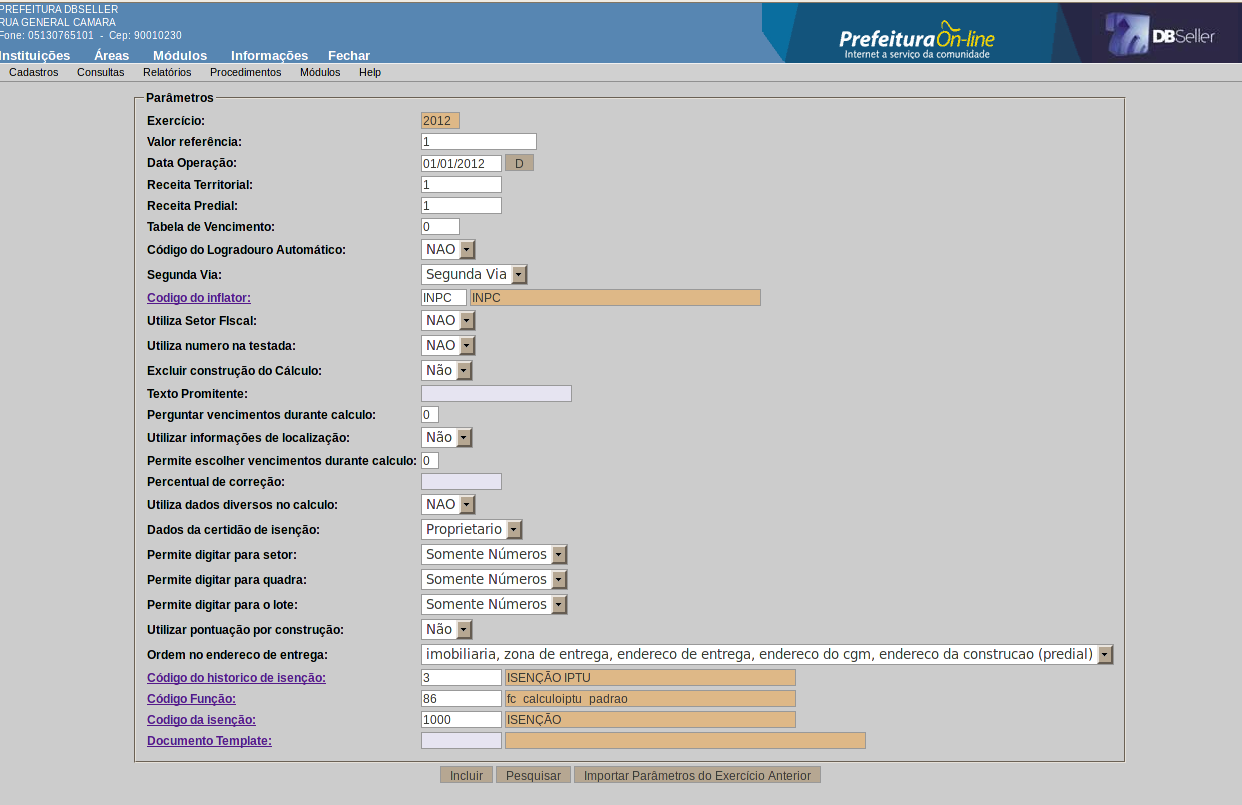 PREFEITURA DBSELLER
RUA GENERAL CAMARA
Fone: 05130765101 - Cep: 90010230
Prefeitura On-line
Internet a serviço da comunidade
DBSeller
Instituições Áreas Módulos Informações Fechar
Cadastros Consultas Relatórios Procedimentos Módulos Help
Parâmetros
Exercício: 2012
Valor referência: 1
Data Operação: 01/01/2012 D
Receita Territorial: 1
Receita Predial: 1
Tabela de Vencimento: 0
Código do Logradouro Automático: NAO
Segunda Via: Segunda Via
Codigo do inflator: INPC INPC
Utiliza Setor FIscal: NAO
Utiliza numero na testada: NAO
Excluir construção do Cálculo: Não
Texto Promitente:
Perguntar vencimentos durante calculo: 0
Utilizar informações de localização: Não
Permite escolher vencimentos durante calculo: 0
Percentual de correção:
Utiliza dados diversos no calculo: NAO
Dados da certidão de isenção: Proprietario
Permite digitar para setor: Somente Números
Permite digitar para quadra: Somente Números
Permite digitar para o lote: Somente Números
Utilizar pontuação por construção: Não
Ordem no endereco de entrega: imobiliaria, zona de entrega, endereco de entrega, endereco do cgm, endereco da construcao (predial)
Código do historico de isenção: 3 ISENÇÃO IPTU
Código Função: 86 fc_calculoiptu_padrao
Codigo da isenção: 1000 ISENÇÃO
Documento Template:
Incluir Pesquisar Importar Parâmetros do Exercício Anterior